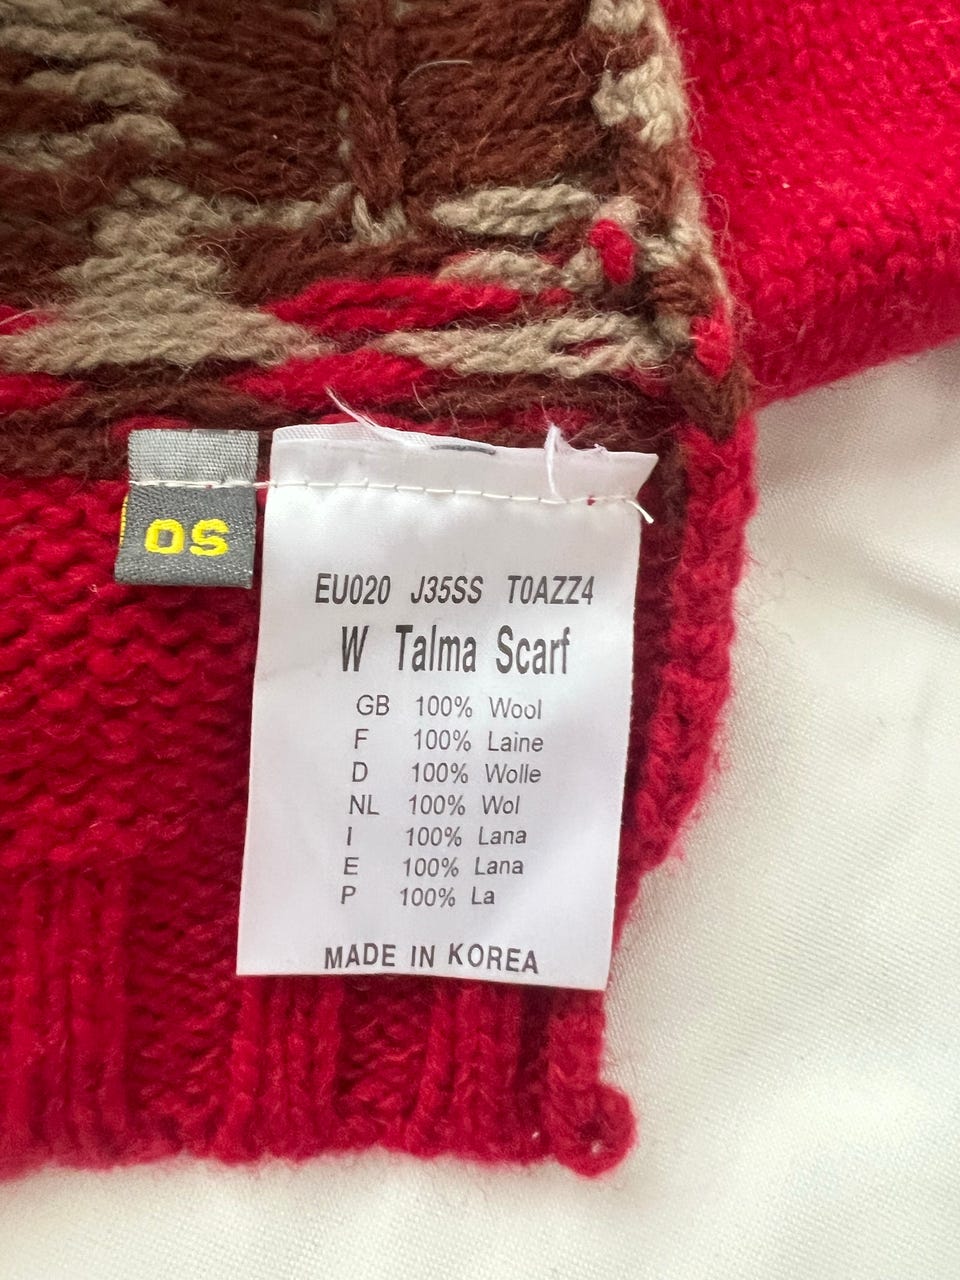 OS
EU020 J35SS T0AZZ4
W Talma Scarf
GB 100% Wool
F 100% Laine
D 100% Wolle
NL 100% Wol
I 100% Lana
E 100% Lana
P 100% La
MADE IN KOREA